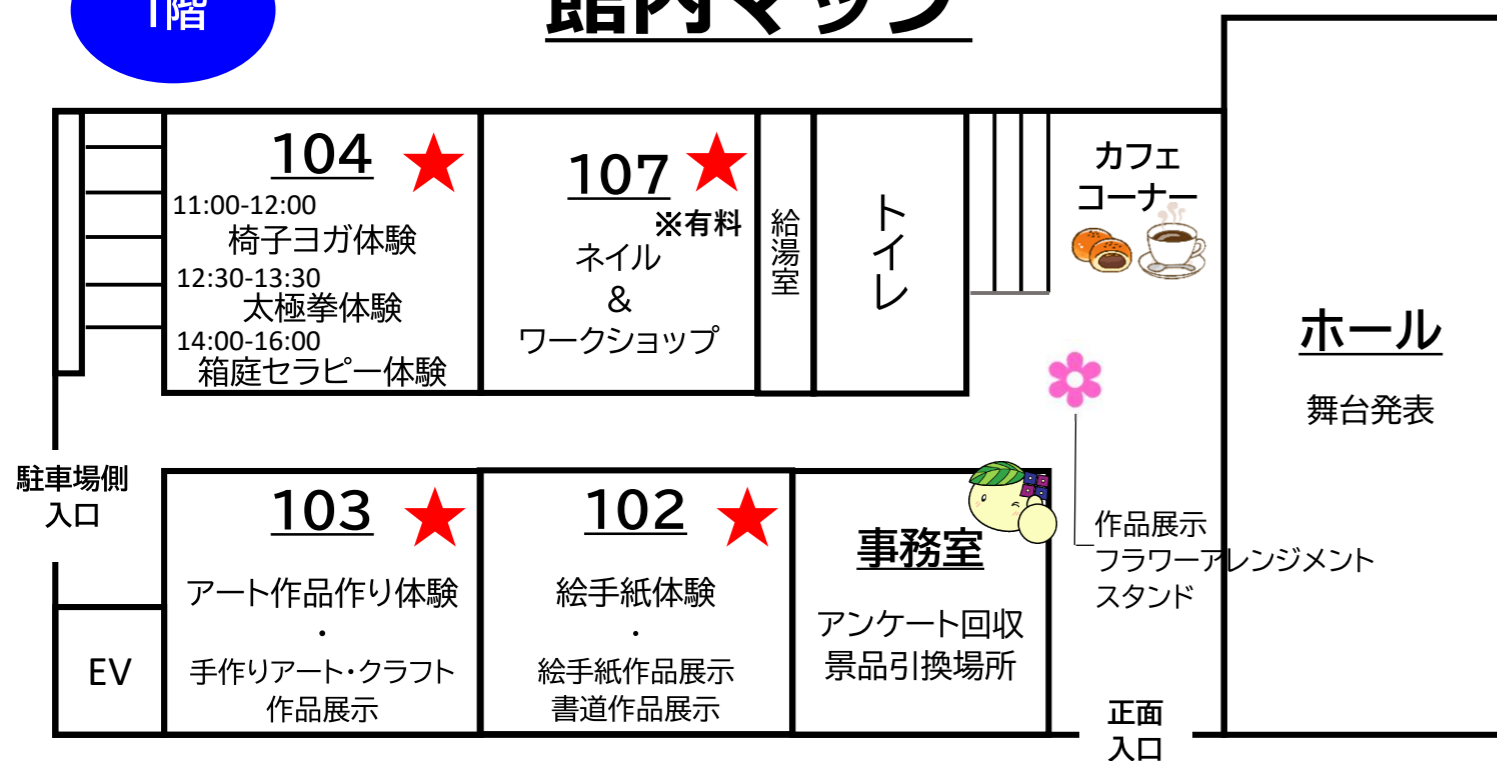 1階
館内マップ
104
11:00-12:00
椅子ヨガ体験
12:30-13:30
太極拳体験
14:00-16:00
箱庭セラピー体験
107
※有料
ネイル
&
ワークショップ
給湯室
トイレ
カフェ
コーナー
ホール
舞台発表
駐車場側
入口
103
アート作品作り体験
・
手作りアート・クラフト
作品展示
102
絵手紙体験
・
絵手紙作品展示
書道作品展示
事務室
アンケート回収
景品引換場所
作品展示
フラワーアレンジメント
スタンド
EV
正面
入口